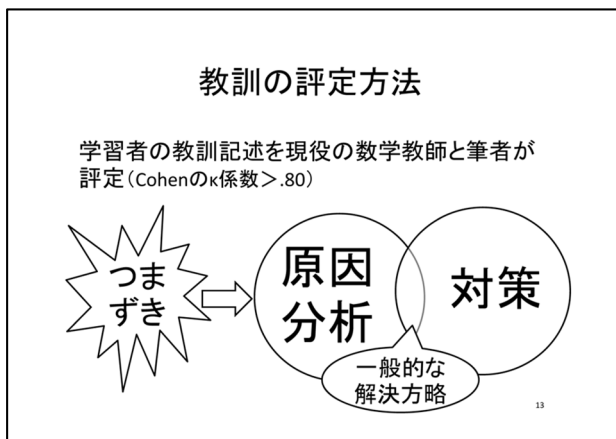 教訓の評定方法
学習者の教訓記述を現役の数学教師と筆者が
評定(Cohenのκ係数>.80)
つま
ずき
原因
分析
対策
一般的な
解決方略
13